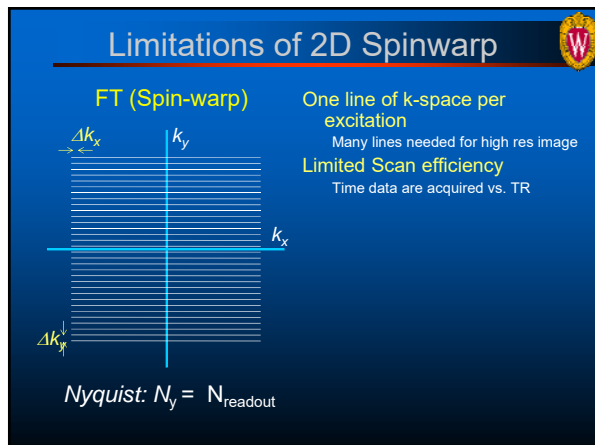 Limitations of 2D Spinwarp
W
FT (Spin-warp)
Δkx
ky
kx
Δky
Nyquist: Ny = Nreadout
One line of k-space per
excitation
Many lines needed for high res image
Limited Scan efficiency
Time data are acquired vs. TR